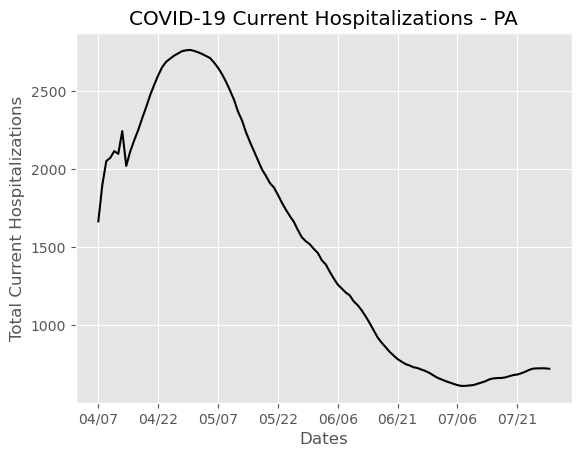 COVID-19 Current Hospitalizations - PA
Total Current Hospitalizations
2500
2000
1500
1000
04/07 04/22 05/07 05/22 06/06 06/21 07/06 07/21
Dates